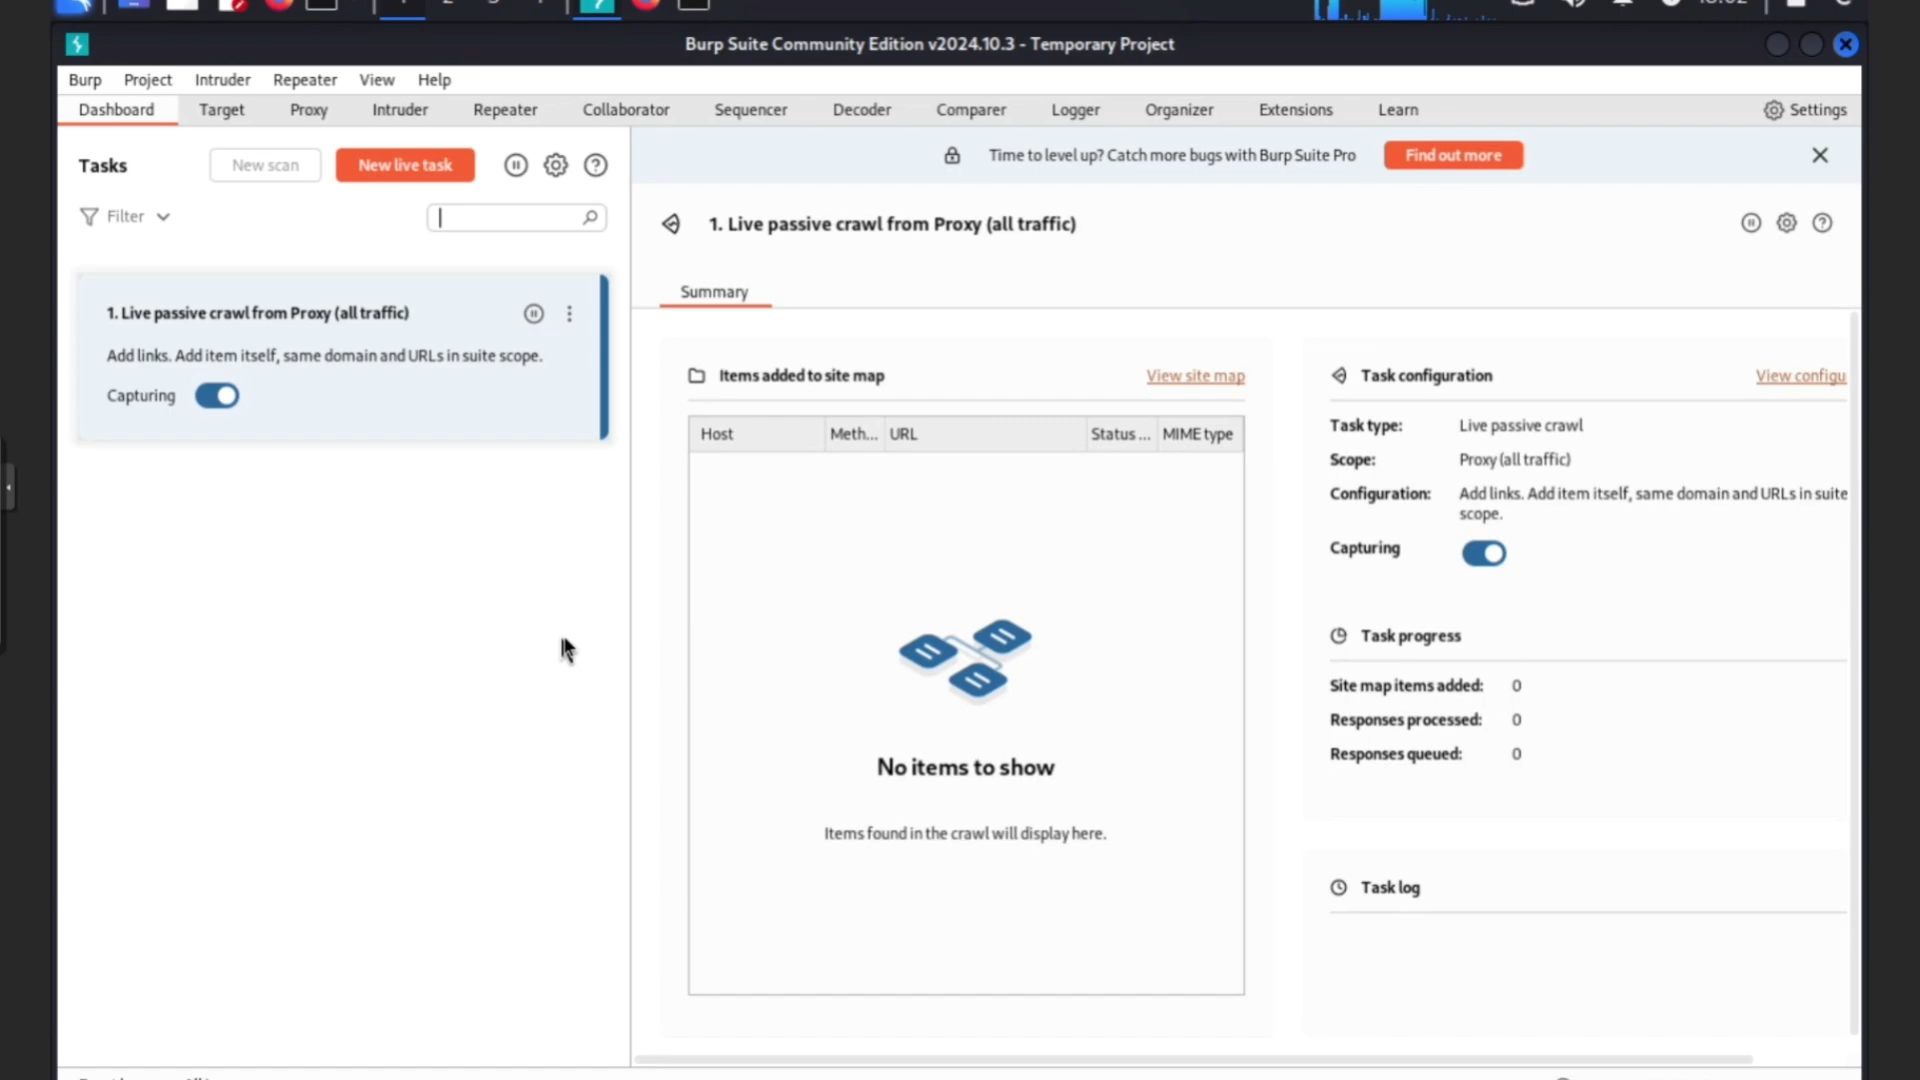 Burp Suite Community Edition v2024.10.3 - Temporary Project
Burp Project Intruder Repeater View Help
Dashboard Target Proxy Intruder Repeater Collaborator Sequencer Decoder Comparer Logger Organizer Extensions Learn Settings
Tasks New scan New live task
Time to level up? Catch more bugs with Burp Suite Pro Find out more
Filter
1. Live passive crawl from Proxy (all traffic)
Add links. Add item itself, same domain and URLs in suite scope.
Capturing
1. Live passive crawl from Proxy (all traffic)
Summary
Items added to site map View site map
Host Meth... URL Status ... MIME type
No items to show
Items found in the crawl will display here.
Task configuration View configu
Task type: Live passive crawl
Scope: Proxy (all traffic)
Configuration: Add links. Add item itself, same domain and URLs in suite
scope.
Capturing
Task progress
Site map items added: 0
Responses processed: 0
Responses queued: 0
Task log